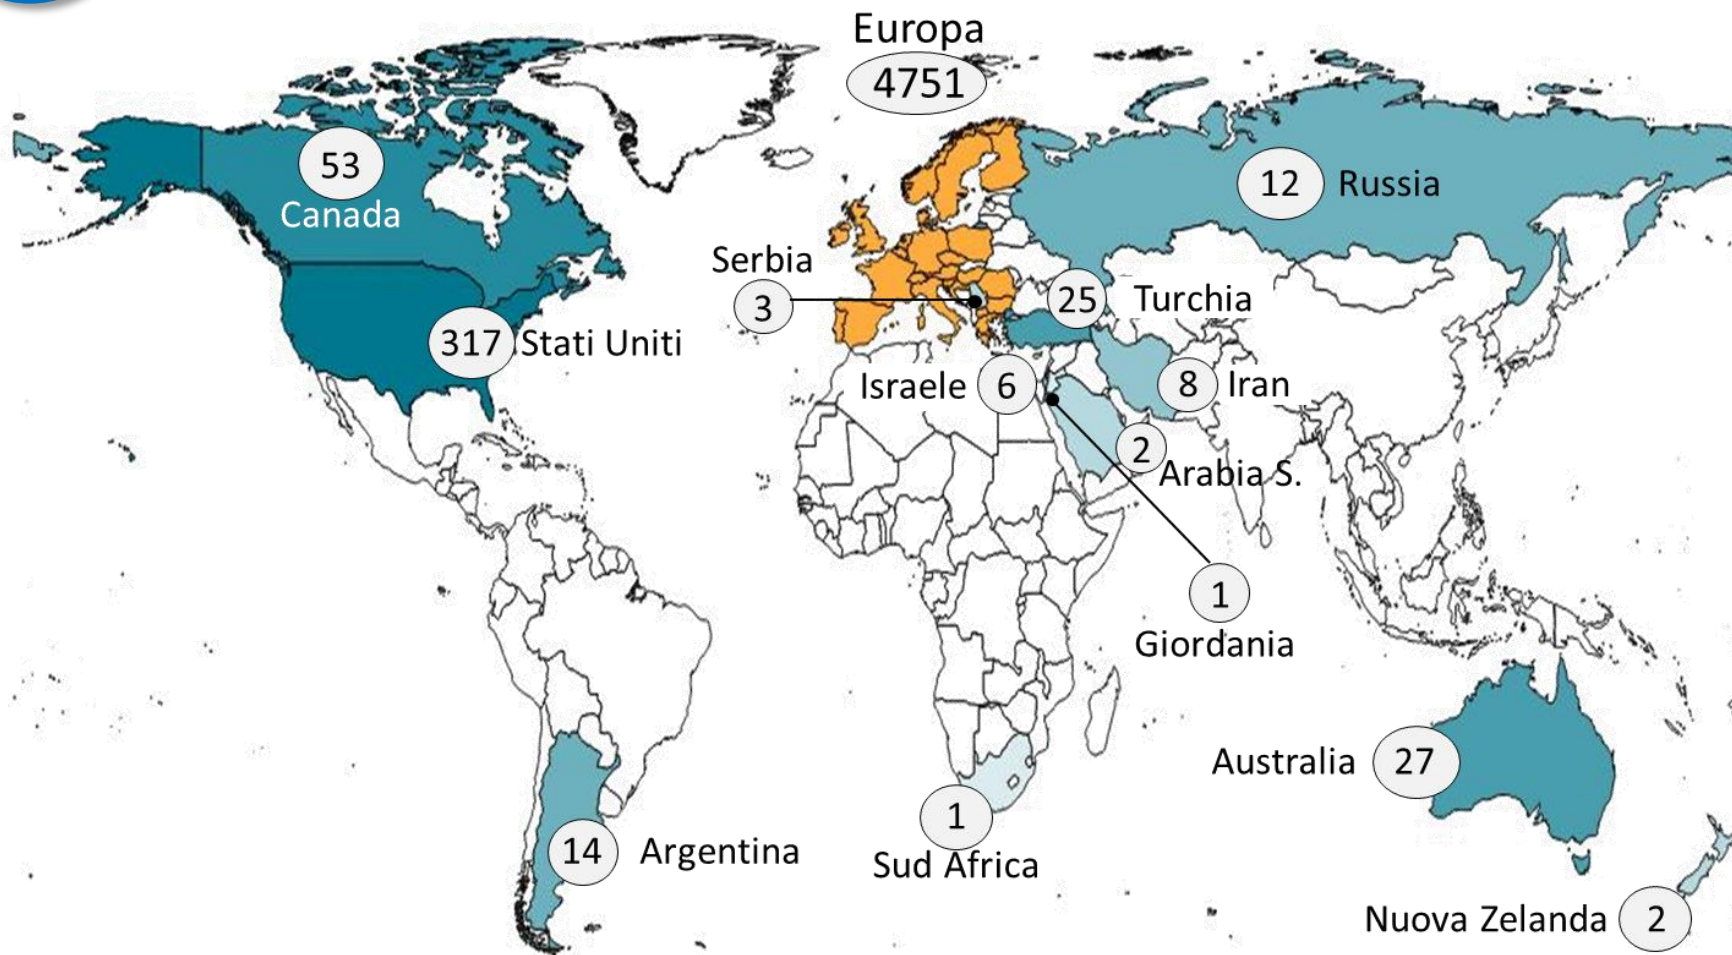 Europa
4751
53
Canada
12 Russia
Serbia
3
25 Turchia
317 Stati Uniti
Israele 6
8 Iran
2
Arabia S.
1
Giordania
Australia 27
1
Sud Africa
14 Argentina
Nuova Zelanda 2